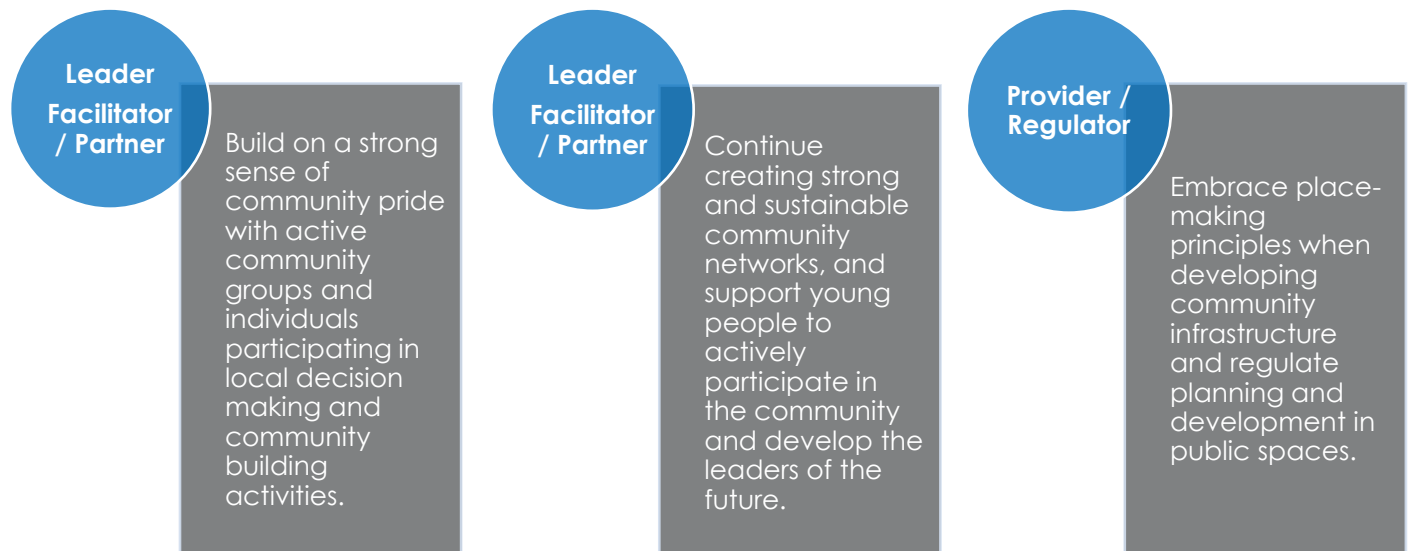 Leader
Facilitator
/ Partner
Build on a strong
sense of
community pride
with active
community
groups and
individuals
participating in
local decision
making and
community
building
activities.
Leader
Facilitator
/ Partner
Continue
creating strong
and sustainable
community
networks, and
support young
people to
actively
participate in
the community
and develop the
leaders of the
future.
Provider /
Regulator
Embrace place-
making
principles when
developing
community
infrastructure
and regulate
planning and
development in
public spaces.